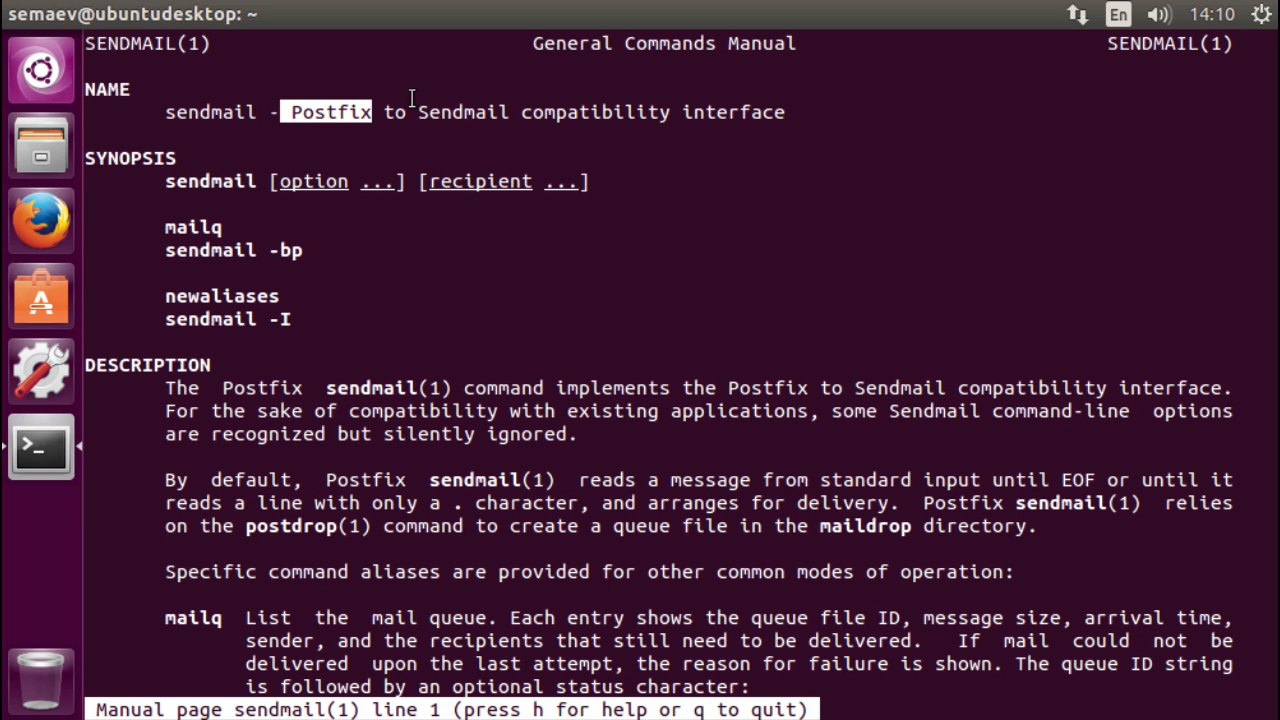 semaev@ubuntudesktop: ~ En 14:10
SENDMAIL(1) General Commands Manual SENDMAIL(1)
NAME
sendmail - Postfix to Sendmail compatibility interface
SYNOPSIS
sendmail [option ...] [recipient ...]
mailq
sendmail -bp
newaliases
sendmail -I
DESCRIPTION
The Postfix sendmail(1) command implements the Postfix to Sendmail compatibility interface.
For the sake of compatibility with existing applications, some Sendmail command-line options
are recognized but silently ignored.
By default, Postfix sendmail(1) reads a message from standard input until EOF or until it
reads a line with only a . character, and arranges for delivery. Postfix sendmail(1) relies
on the postdrop(1) command to create a queue file in the maildrop directory.
Specific command aliases are provided for other common modes of operation:
mailq List the mail queue. Each entry shows the queue file ID, message size, arrival time,
sender, and the recipients that still need to be delivered. If mail could not be
delivered upon the last attempt, the reason for failure is shown. The queue ID string
is followed by an optional status character:
Manual page sendmail(1) line 1 (press h for help or q to quit)